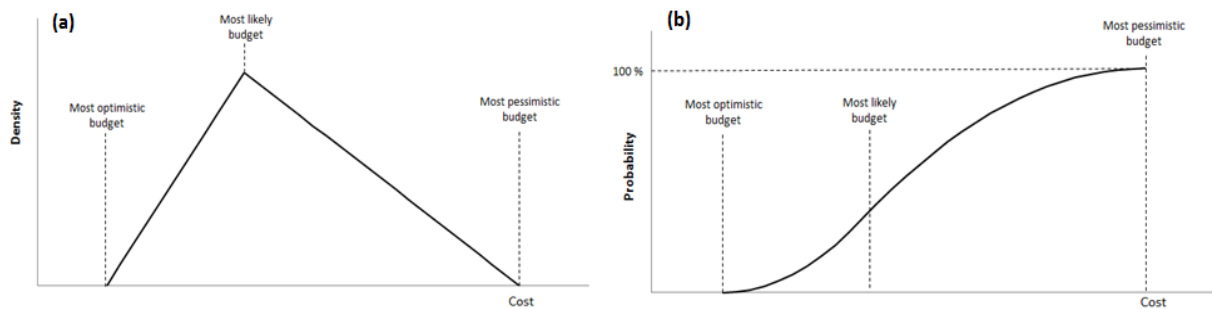 (a)
Most likely
budget
Most optimistic
budget
Most pessimistic
budget
Density
Cost
(b)
Most pessimistic
budget
100 %
Most optimistic
budget
Most likely
budget
Probability
Cost